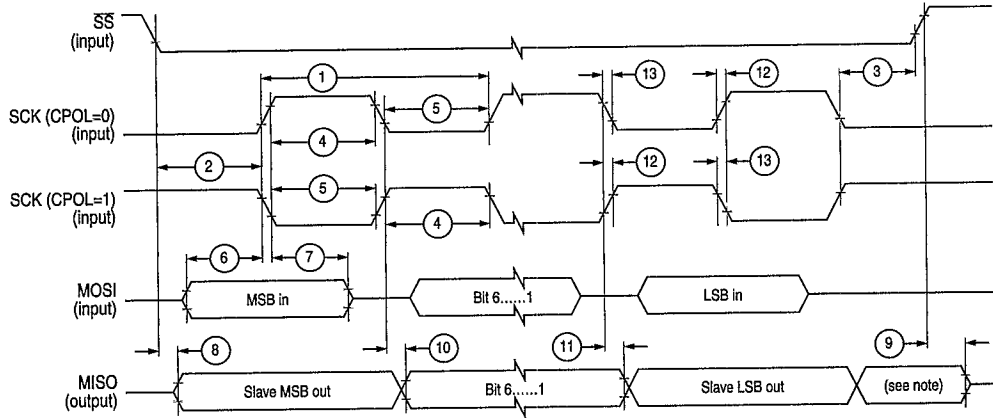 SS
(input)
1
13
12
3
5
SCK (CPOL=0)
(input)
4
2
12
5
13
SCK (CPOL=1)
(input)
4
6
7
MOSI
(input)
MSB in
Bit 6......1
LSB in
8
10
11
9
MISO
(output)
Slave MSB out
Bit 6......1
Slave LSB out
(see note)